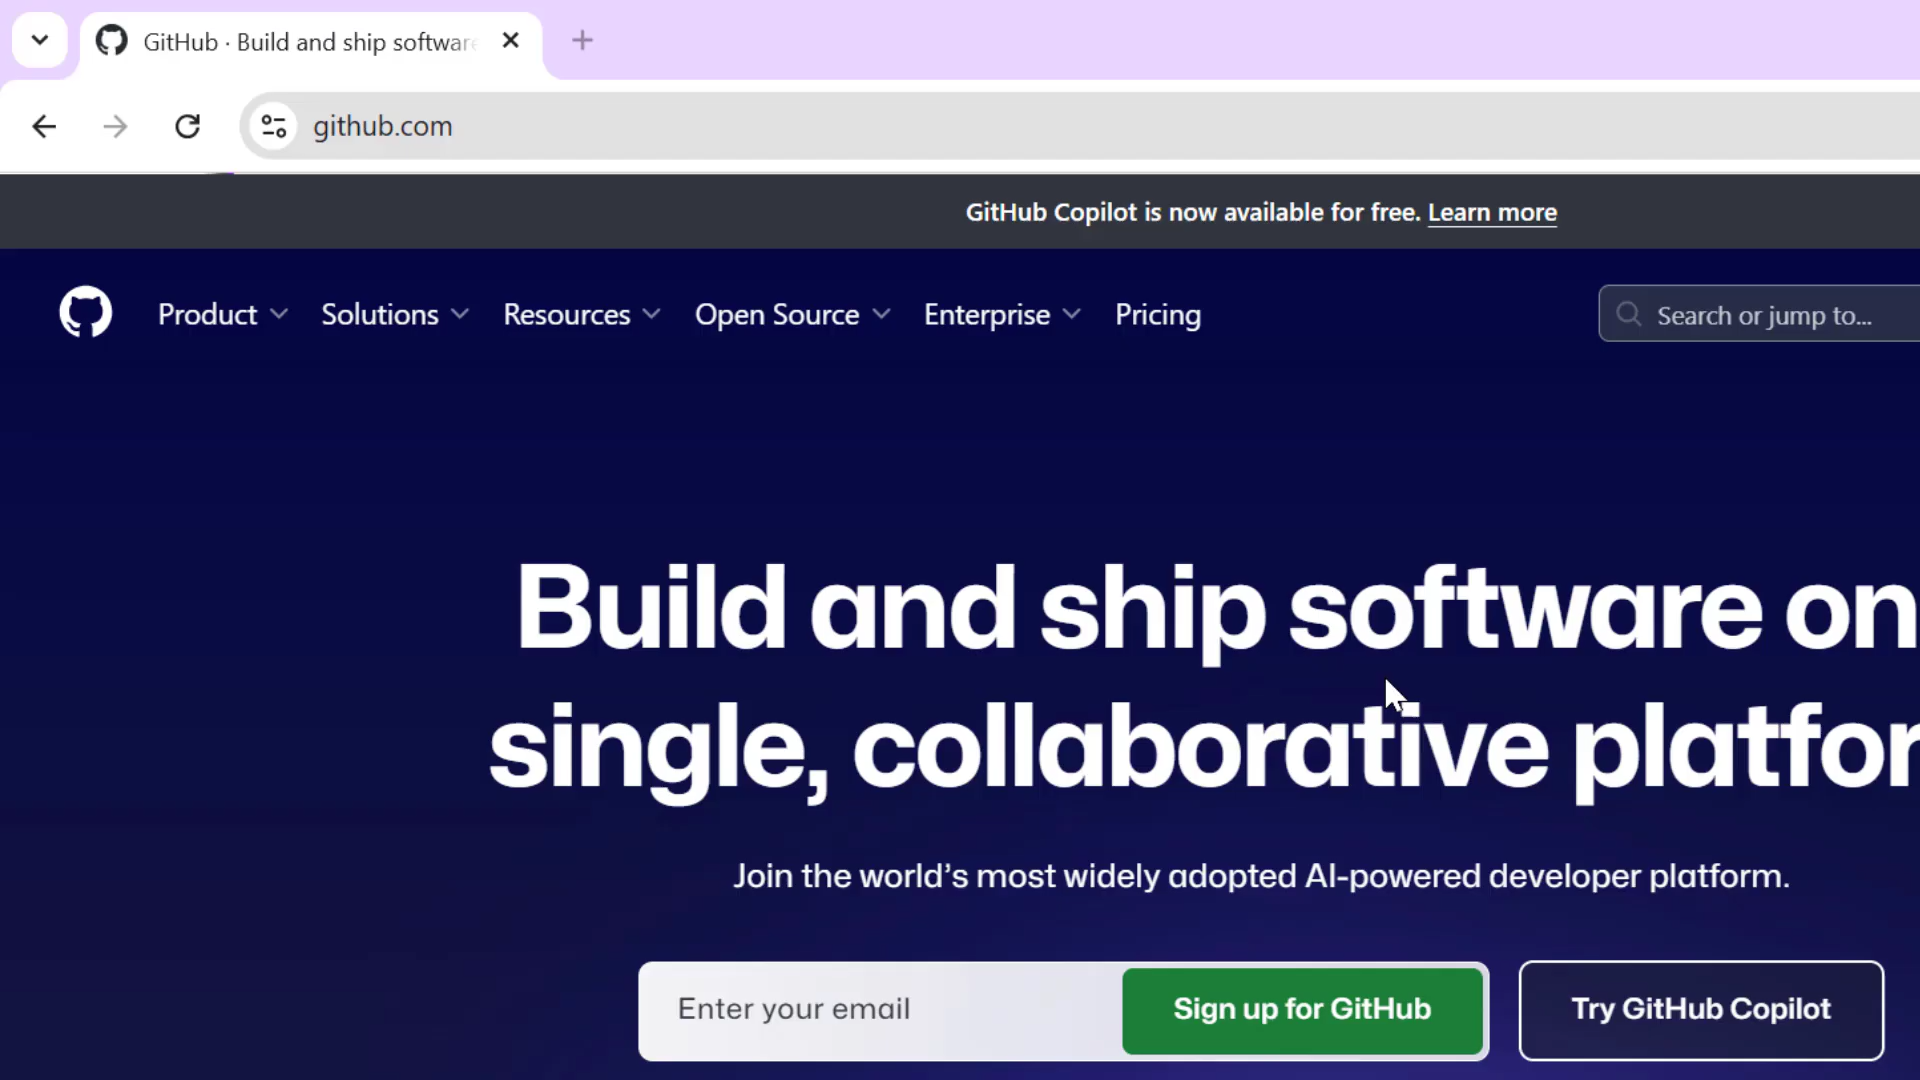 GitHub · Build and ship software
github.com
GitHub Copilot is now available for free. Learn more
Product Solutions Resources Open Source Enterprise Pricing Search or jump to...
Build and ship software on
single, collaborative platfor
Join the world’s most widely adopted AI-powered developer platform.
Enter your email Sign up for GitHub Try GitHub Copilot